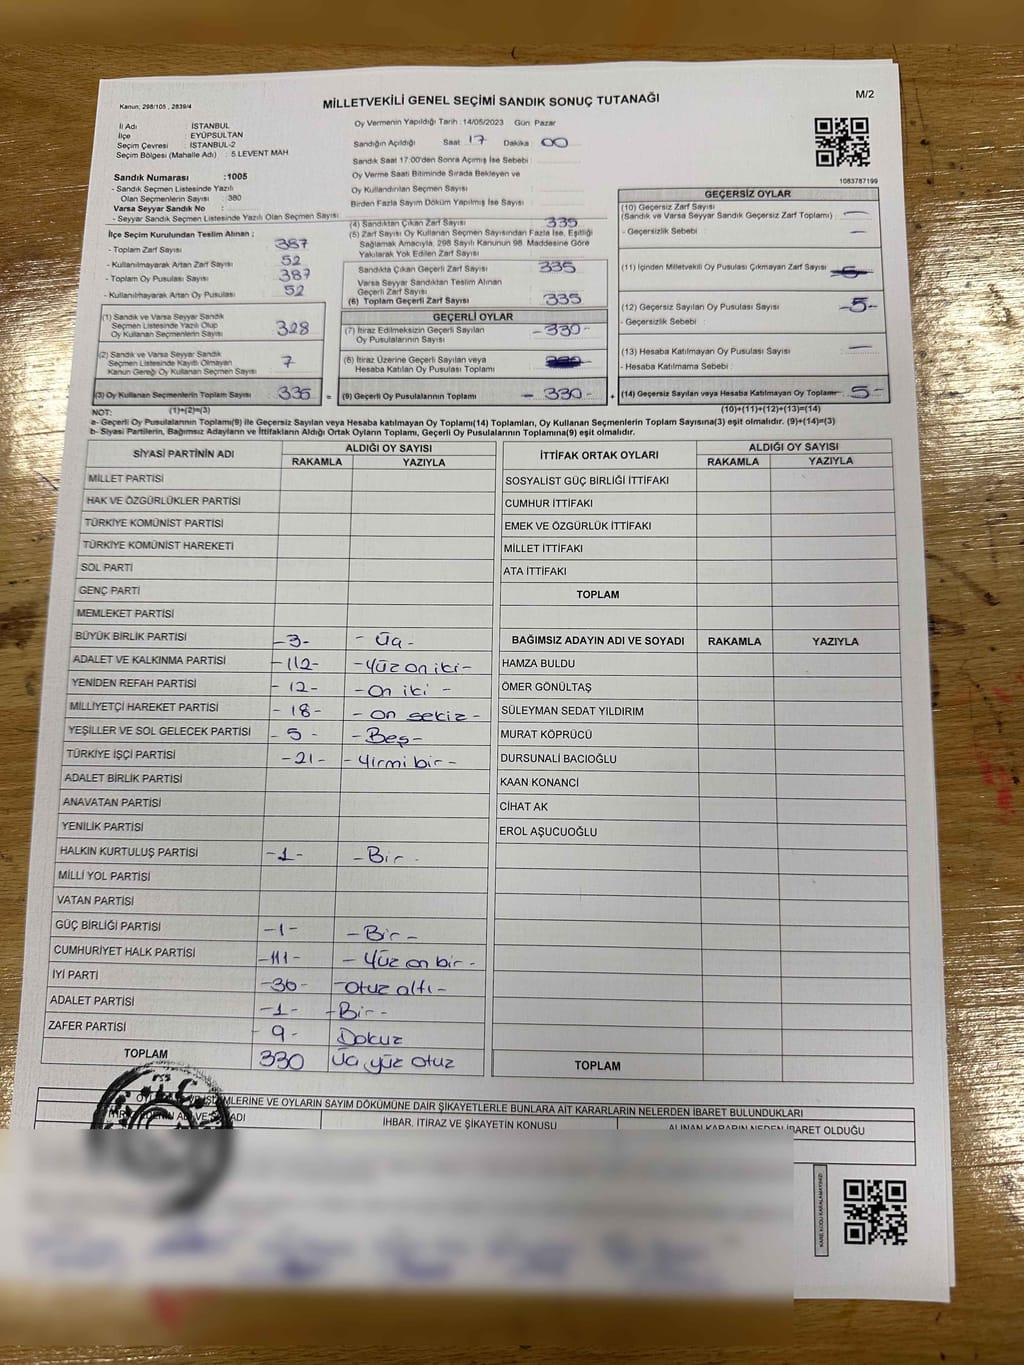 Kanun; 298/105 , 2839/4
MİLLETVEKİLİ GENEL SEÇİMİ SANDIK SONUÇ TUTANAĞI
M/2
İl Adı : İSTANBUL
İlçe : EYÜPSULTAN
Seçim Çevresi : İSTANBUL-2
Seçim Bölgesi (Mahalle Adı) : 5.LEVENT MAH
Sandık Numarası :1005
- Sandık Seçmen Listesinde Yazılı
Olan Seçmenlerin Sayısı : 380
Varsa Seyyar Sandık No :
- Seyyar Sandık Seçmen Listesinde Yazılı Olan Seçmen Sayısı :
Oy Vermenin Yapıldığı Tarih : 14/05/2023 Gün: Pazar
Sandığın Açıldığı Saat 17 Dakika 00
Sandık Saat 17:00'den Sonra Açılmış İse Sebebi :
Oy Verme Saati Bitiminde Sırada Bekleyen ve
Oy Kullandırılan Seçmen Sayısı :
Birden Fazla Sayım Döküm Yapılmış İse Sayısı :
1083787199
İlçe Seçim Kurulundan Teslim Alınan ;
- Toplam Zarf Sayısı : 387
- Kullanılmayarak Artan Zarf Sayısı : 52
- Toplam Oy Pusulası Sayısı : 387
- Kullanılmayarak Artan Oy Pusulası : 52
(1) Sandık ve Varsa Seyyar Sandık
Seçmen Listesinde Yazılı Olup
Oy Kullanan Seçmenlerin Sayısı : 328
(2) Sandık ve Varsa Seyyar Sandık
Seçmen Listesinde Kayıtlı Olmayan
Kanun Gereği Oy Kullanan Seçmen Sayısı : 7
(3) Oy Kullanan Seçmenlerin Toplam Sayısı : 335 =
(4) Sandıktan Çıkan Zarf Sayısı : 335
(5) Zarf Sayısı Oy Kullanan Seçmen Sayısından Fazla İse, Eşitliği
Sağlamak Amacıyla, 298 Sayılı Kanunun 98. Maddesine Göre
Yakılarak Yok Edilen Zarf Sayısı :
Sandıkta Çıkan Geçerli Zarf Sayısı : 335
Varsa Seyyar Sandıktan Teslim Alınan
Geçerli Zarf Sayısı :
(6) Toplam Geçerli Zarf Sayısı : 335
GEÇERLİ OYLAR
(7) İtiraz Edilmeksizin Geçerli Sayılan
Oy Pusulalarının Sayısı : -330-
(8) İtiraz Üzerine Geçerli Sayılan veya
Hesaba Katılan Oy Pusulası Toplamı :
(9) Geçerli Oy Pusulalarının Toplamı : - 330- +
GEÇERSİZ OYLAR
(10) Geçersiz Zarf Sayısı
(Sandık ve Varsa Seyyar Sandık Geçersiz Zarf Toplamı) : —
- Geçersizlik Sebebi : —
(11) İçinden Milletvekili Oy Pusulası Çıkmayan Zarf Sayısı :
(12) Geçersiz Sayılan Oy Pusulası Sayısı : -5-
- Geçersizlik Sebebi :
(13) Hesaba Katılmayan Oy Pusulası Sayısı : —
- Hesaba Katılmama Sebebi :
(14) Geçersiz Sayılan veya Hesaba Katılmayan Oy Toplamı : 5-
NOT: (1)+(2)=(3) (10)+(11)+(12)+(13)=(14)
a- Geçerli Oy Pusulalarının Toplamı(9) ile Geçersiz Sayılan veya Hesaba katılmayan Oy Toplamı(14) Toplamları, Oy Kullanan Seçmenlerin Toplam Sayısına(3) eşit olmalıdır. (9)+(14)=(3)
b- Siyasi Partilerin, Bağımsız Adayların ve İttifakların Aldığı Ortak Oyların Toplamı, Geçerli Oy Pusulalarının Toplamına(9) eşit olmalıdır.
SİYASİ PARTİNİN ADI ALDIĞI OY SAYISI
RAKAMLA YAZIYLA
MİLLET PARTİSİ
HAK VE ÖZGÜRLÜKLER PARTİSİ
TÜRKİYE KOMÜNİST PARTİSİ
TÜRKİYE KOMÜNİST HAREKETİ
SOL PARTİ
GENÇ PARTİ
MEMLEKET PARTİSİ
BÜYÜK BİRLİK PARTİSİ -3- - Üç -
ADALET VE KALKINMA PARTİSİ -112- -Yüz on iki-
YENİDEN REFAH PARTİSİ - 12- -On iki -
MİLLİYETÇİ HAREKET PARTİSİ - 18- - on sekiz -
YEŞİLLER VE SOL GELECEK PARTİSİ - 5 - -Beş-
TÜRKİYE İŞÇİ PARTİSİ -21- - Yirmi bir -
ADALET BİRLİK PARTİSİ
ANAVATAN PARTİSİ
YENİLİK PARTİSİ
HALKIN KURTULUŞ PARTİSİ -1- -Bir -
MİLLİ YOL PARTİSİ
VATAN PARTİSİ
GÜÇ BİRLİĞİ PARTİSİ -1- -Bir -
CUMHURİYET HALK PARTİSİ -111- - Yüz on bir -
İYİ PARTİ -36- -otuz altı -
ADALET PARTİSİ -1- -Bir -
ZAFER PARTİSİ - 9- Dokuz
TOPLAM 330 Üç yüz otuz
İTTİFAK ORTAK OYLARI ALDIĞI OY SAYISI
RAKAMLA YAZIYLA
SOSYALİST GÜÇ BİRLİĞİ İTTİFAKI
CUMHUR İTTİFAKI
EMEK VE ÖZGÜRLÜK İTTİFAKI
MİLLET İTTİFAKI
ATA İTTİFAKI
TOPLAM
BAĞIMSIZ ADAYIN ADI VE SOYADI RAKAMLA YAZIYLA
HAMZA BULDU
ÖMER GÖNÜLTAŞ
SÜLEYMAN SEDAT YILDIRIM
MURAT KÖPRÜCÜ
DURSUNALİ BACIOĞLU
KAAN KONANCİ
CİHAT AK
EROL AŞUCUOĞLU
TOPLAM
İŞLEMLERİNE VE OYLARIN SAYIM DÖKÜMÜNE DAİR ŞİKAYETLERLE BUNLARA AİT KARARLARIN NELERDEN İBARET BULUNDUKLARI
ADI VE SOYADI İHBAR, İTİRAZ VE ŞİKAYETİN KONUSU ALINAN KARARIN NEDEN İBARET OLDUĞU
KARE KODU KARALAMAYINIZ!